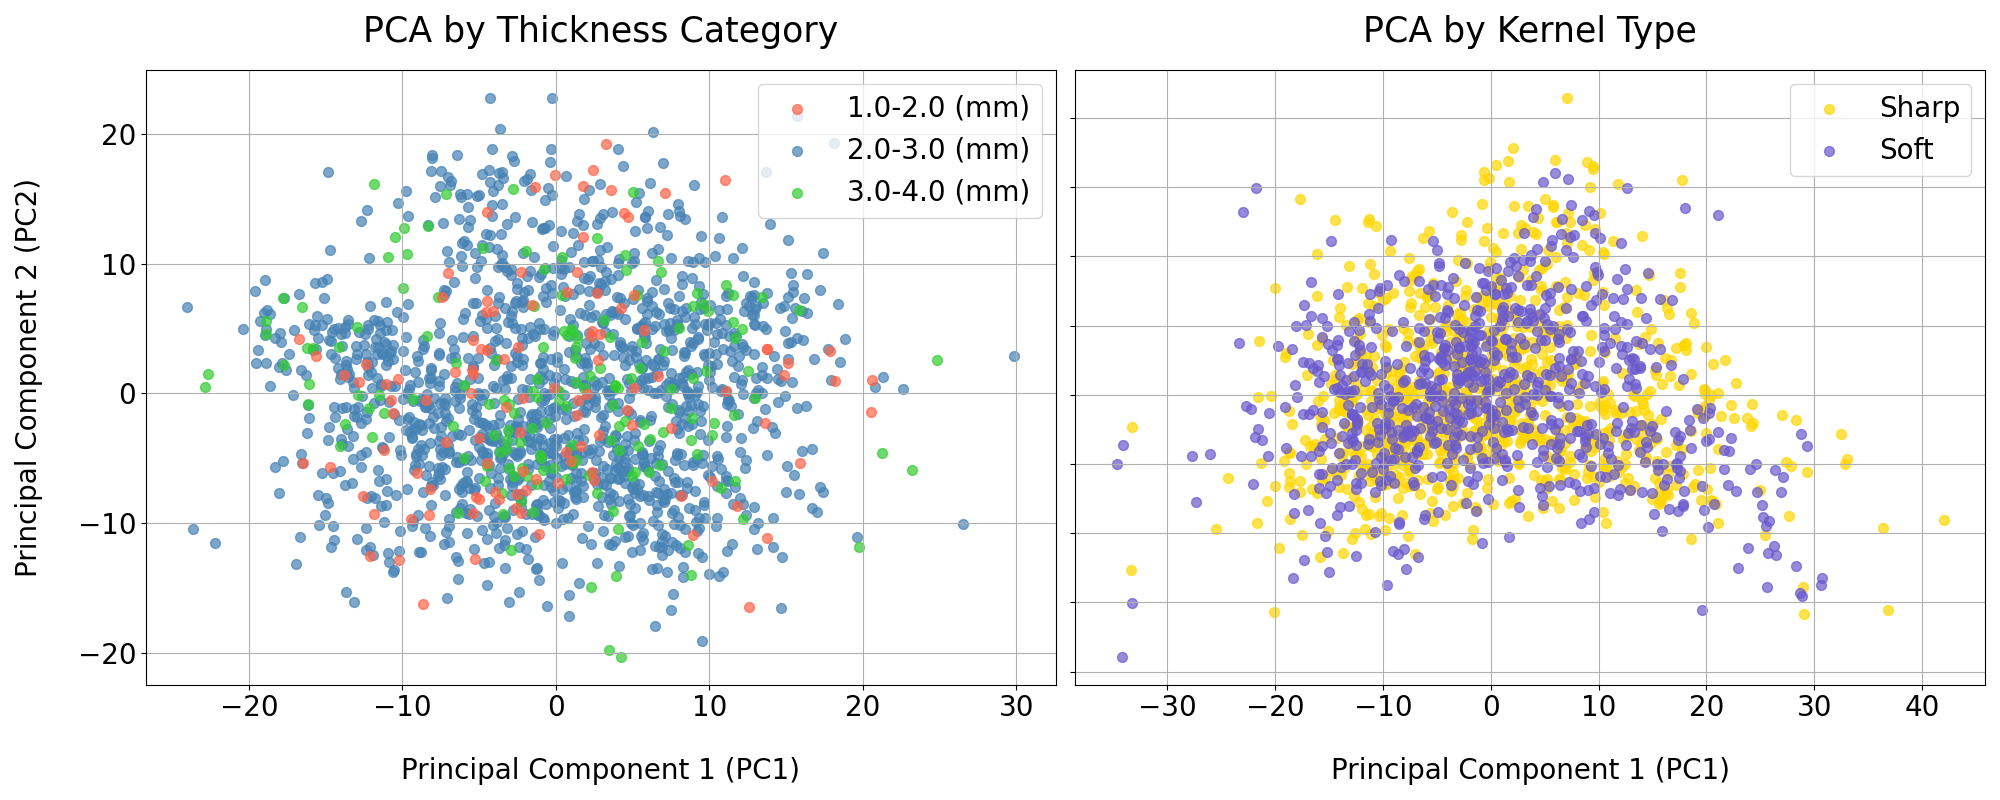 PCA by Thickness Category
PCA by Kernel Type
1.0-2.0 (mm)
2.0-3.0 (mm)
3.0-4.0 (mm)
Sharp
Soft
Principal Component 2 (PC2)
20
10
0
−10
−20
−20 −10 0 10 20 30
−30 −20 −10 0 10 20 30 40
Principal Component 1 (PC1)
Principal Component 1 (PC1)